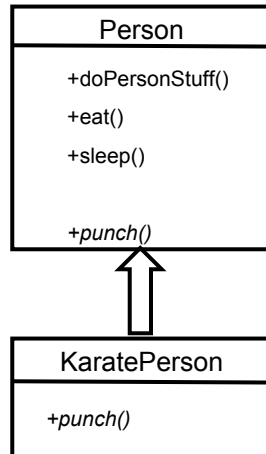 Person
+doPersonStuff()
+eat()
+sleep()
+punch()
KaratePerson
+punch()